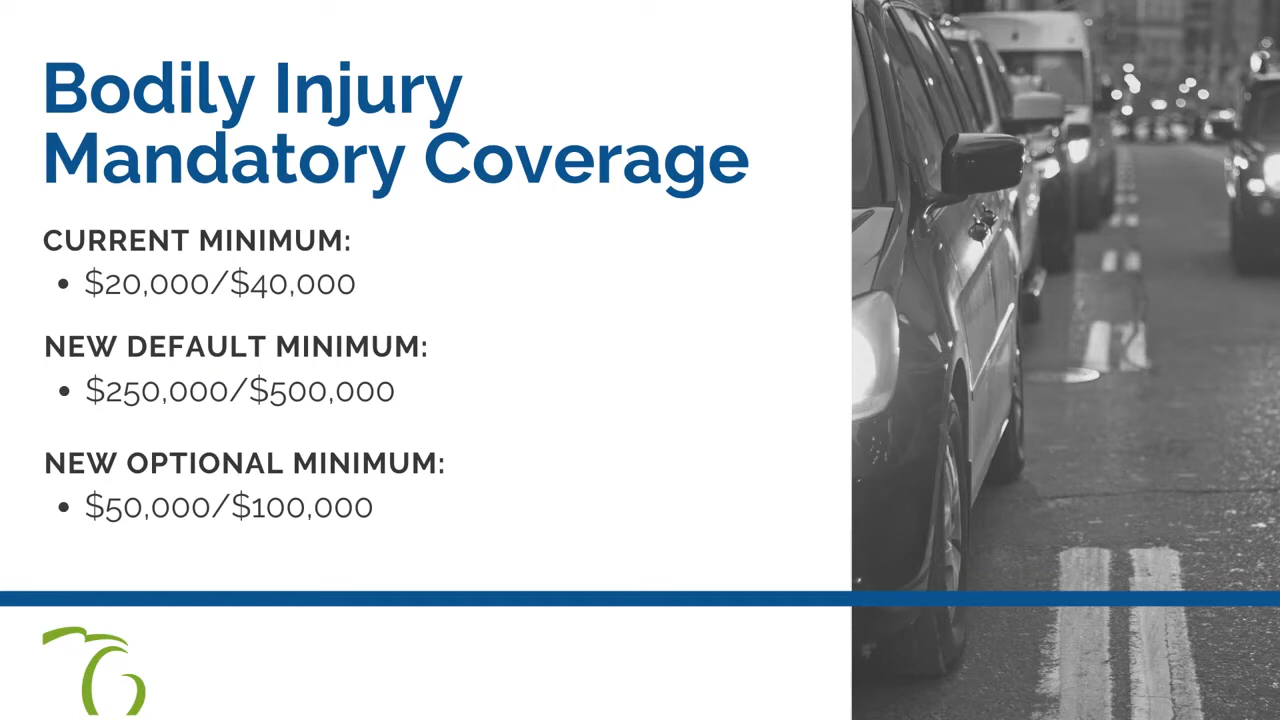 Bodily Injury
Mandatory Coverage
CURRENT MINIMUM:
• $20,000/$40,000
NEW DEFAULT MINIMUM:
• $250,000/$500,000
NEW OPTIONAL MINIMUM:
• $50,000/$100,000